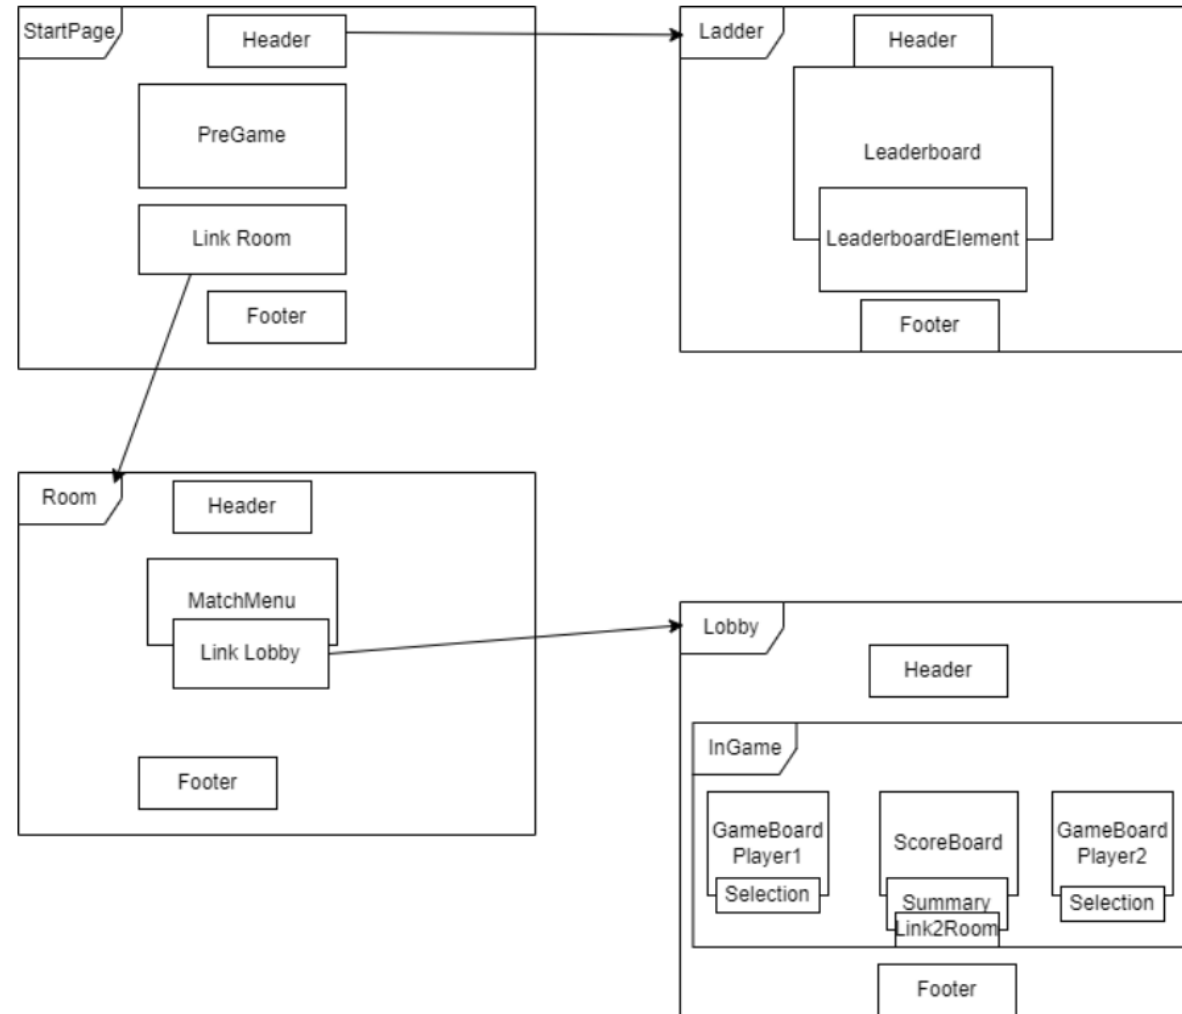 StartPage
Header
PreGame
Link Room
Footer
Ladder
Header
Leaderboard
LeaderboardElement
Footer
Room
Header
MatchMenu
Link Lobby
Footer
Lobby
Header
InGame
GameBoard
Player1
Selection
ScoreBoard
Summary
Link2Room
GameBoard
Player2
Selection
Footer